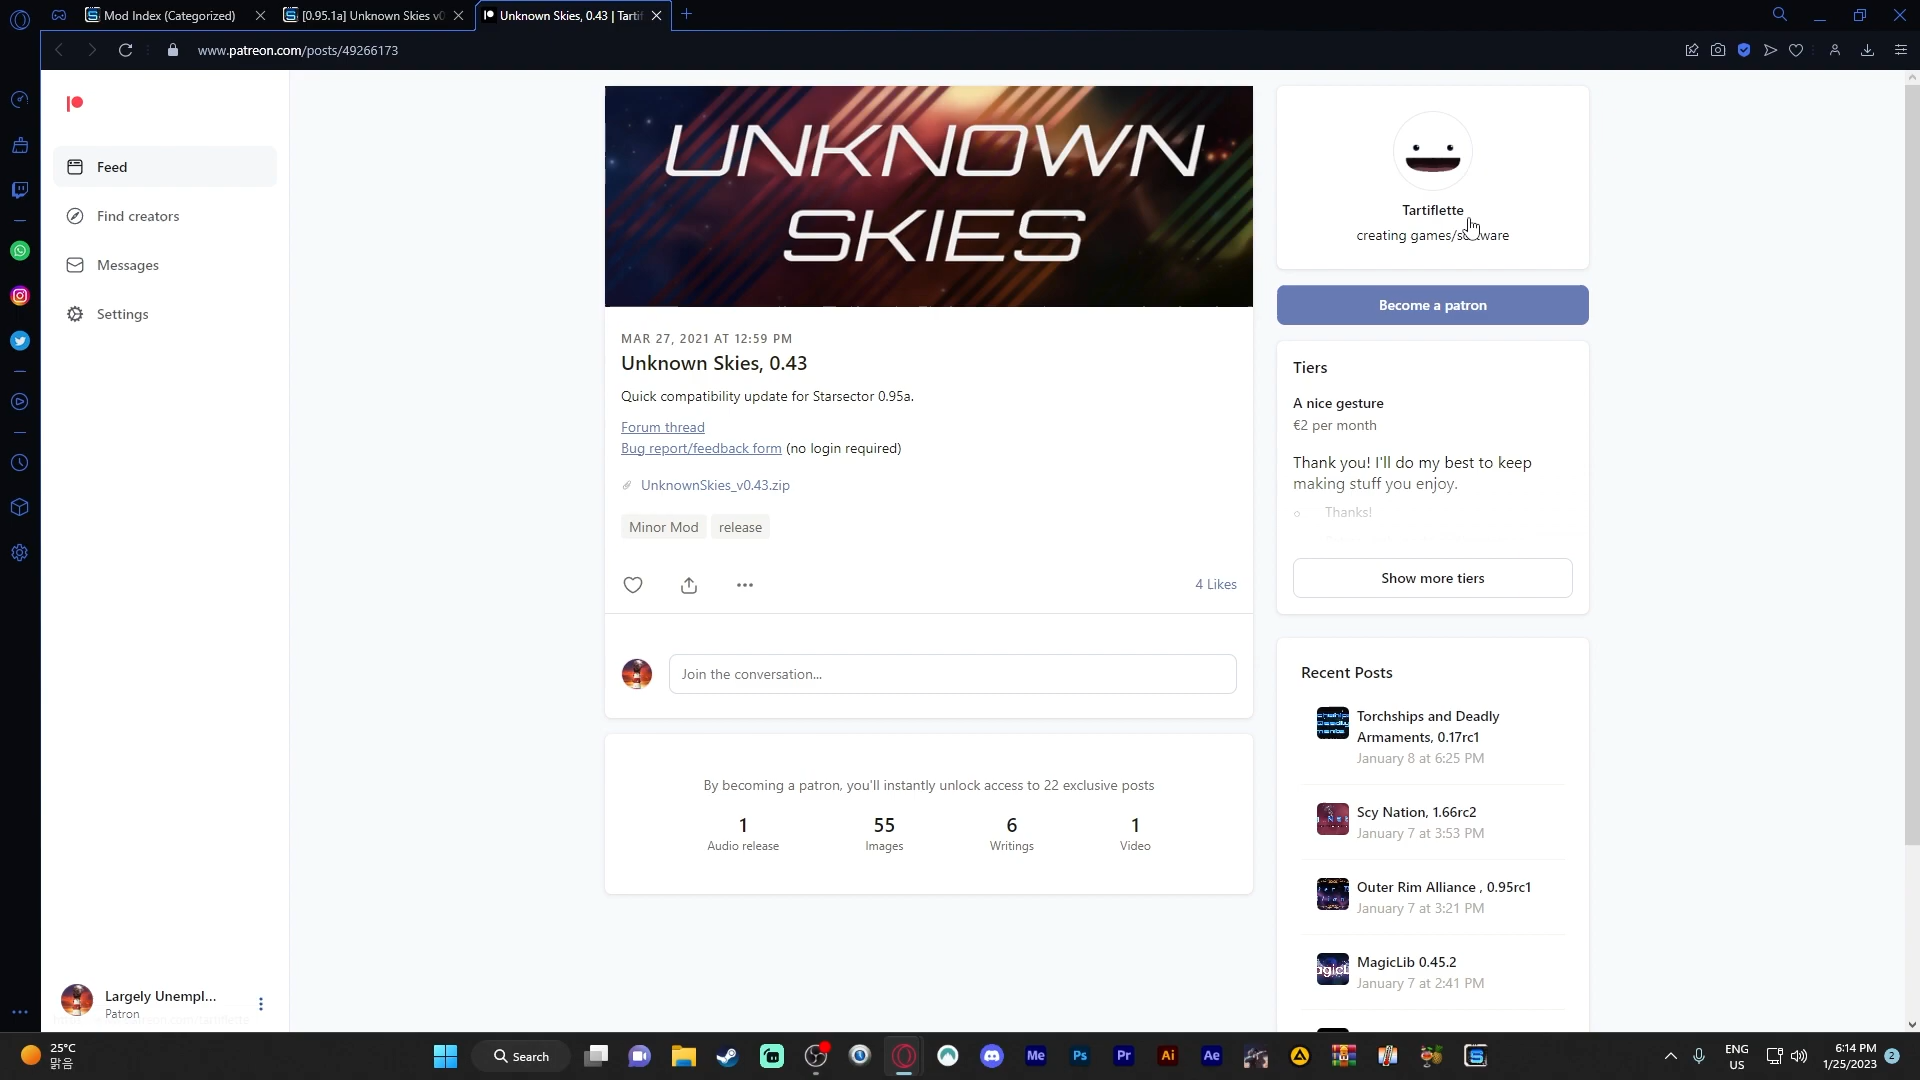 Mod Index (Categorized)
[0.95.1a] Unknown Skies v0
Unknown Skies, 0.43 | Tartif
www.patreon.com/posts/49266173
Feed
Find creators
Messages
Settings
Largely Unempl...
Patron
UNKNOWN
SKIES
MAR 27, 2021 AT 12:59 PM
Unknown Skies, 0.43
Quick compatibility update for Starsector 0.95a.
Forum thread
Bug report/feedback form (no login required)
UnknownSkies_v0.43.zip
Minor Mod
release
4 Likes
Join the conversation...
By becoming a patron, you'll instantly unlock access to 22 exclusive posts
1
Audio release
55
Images
6
Writings
1
Video
Tartiflette
creating games/software
Become a patron
Tiers
A nice gesture
€2 per month
Thank you! I'll do my best to keep
making stuff you enjoy.
Thanks!
Show more tiers
Recent Posts
Torchships and Deadly
Armaments, 0.17rc1
January 8 at 6:25 PM
Scy Nation, 1.66rc2
January 7 at 3:53 PM
Outer Rim Alliance , 0.95rc1
January 7 at 3:21 PM
MagicLib 0.45.2
January 7 at 2:41 PM
25°C
맑음
Search
Me
Ps
Pr
Ai
Ae
ENG
US
6:14 PM
1/25/2023
2